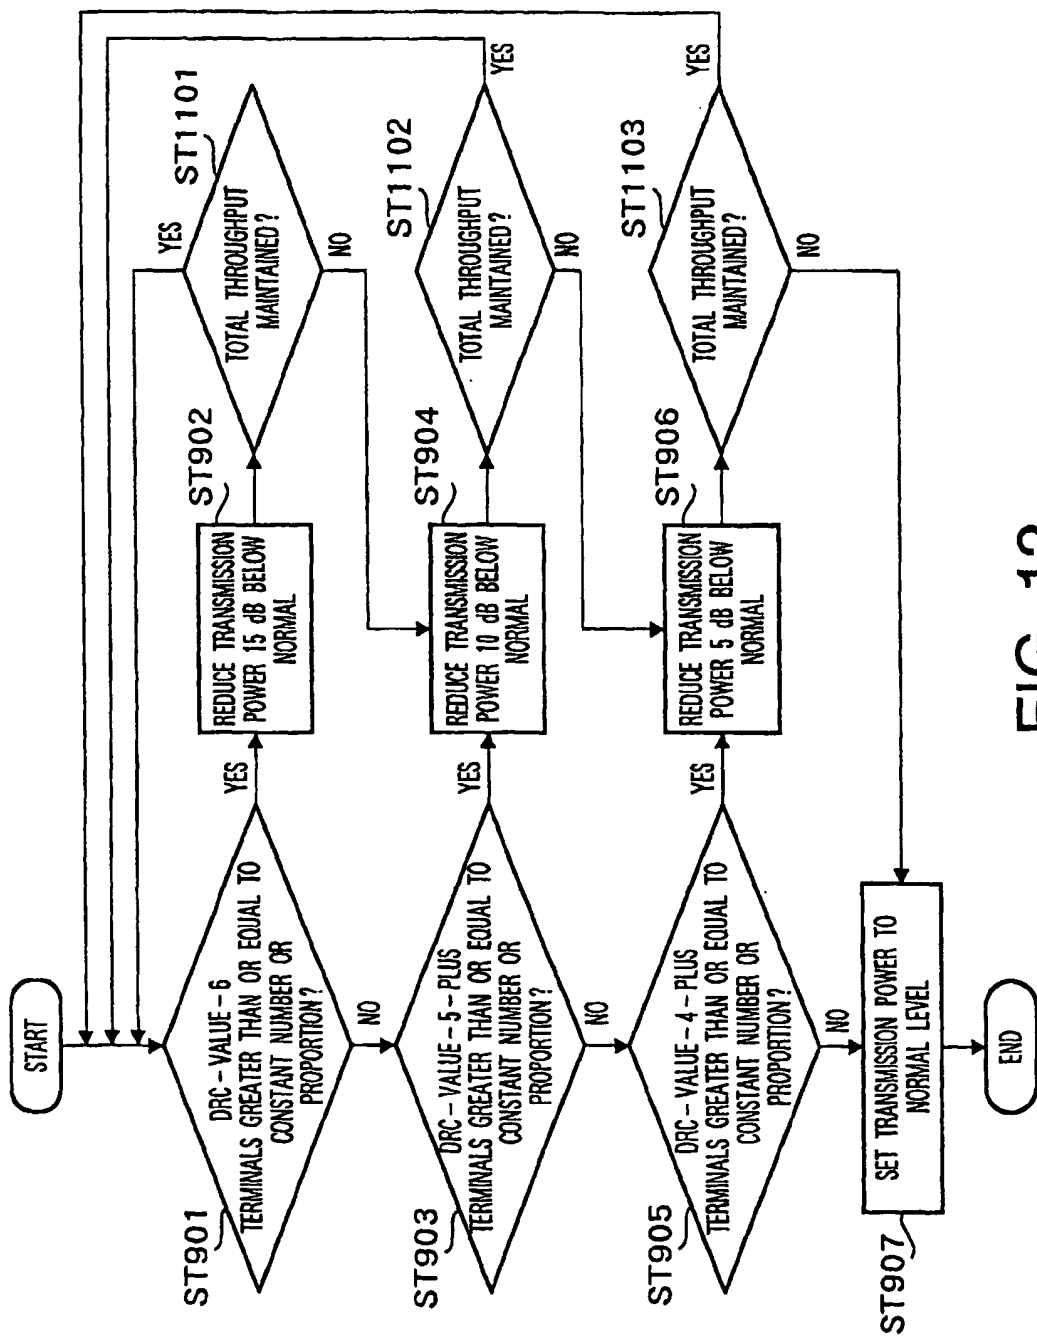 START
ST901
DRC-VALUE-6
TERMINALS GREATER THAN OR EQUAL TO
CONSTANT NUMBER OR
PROPORTION?
YES
NO
ST902
REDUCE TRANSMISSION
POWER 15 dB BELOW
NORMAL
ST1101
TOTAL THROUGHPUT
MAINTAINED?
YES
NO
ST903
DRC-VALUE-5-PLUS
TERMINALS GREATER THAN OR EQUAL TO
CONSTANT NUMBER OR
PROPORTION?
YES
NO
ST904
REDUCE TRANSMISSION
POWER 10 dB BELOW
NORMAL
ST1102
TOTAL THROUGHPUT
MAINTAINED?
YES
NO
ST905
DRC-VALUE-4-PLUS
TERMINALS GREATER THAN OR EQUAL TO
CONSTANT NUMBER OR
PROPORTION?
YES
NO
ST906
REDUCE TRANSMISSION
POWER 5 dB BELOW
NORMAL
ST1103
TOTAL THROUGHPUT
MAINTAINED?
YES
NO
ST907
SET TRANSMISSION POWER TO
NORMAL LEVEL
END
FIG.